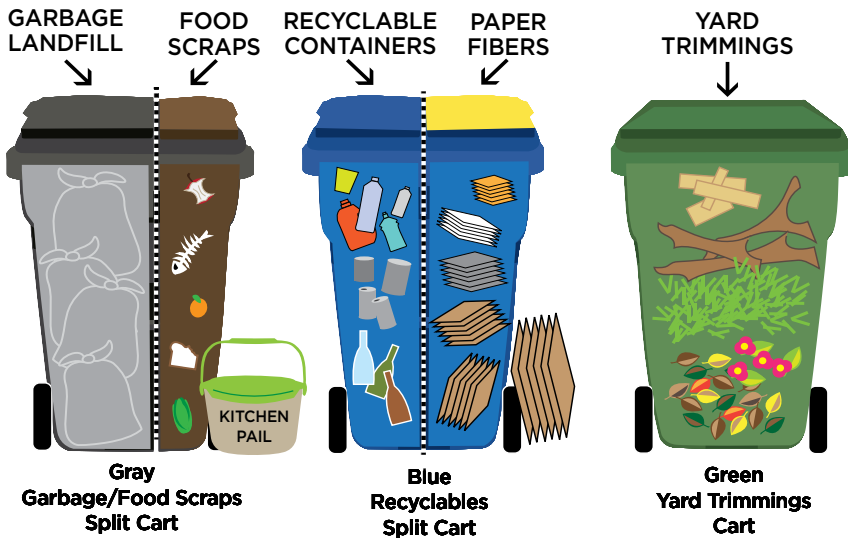 GARBAGE
LANDFILL
FOOD
SCRAPS
RECYCLABLE
CONTAINERS
PAPER
FIBERS
YARD
TRIMMINGS
KITCHEN
PAIL
Gray
Garbage/Food Scraps
Split Cart
Blue
Recyclables
Split Cart
Green
Yard Trimmings
Cart